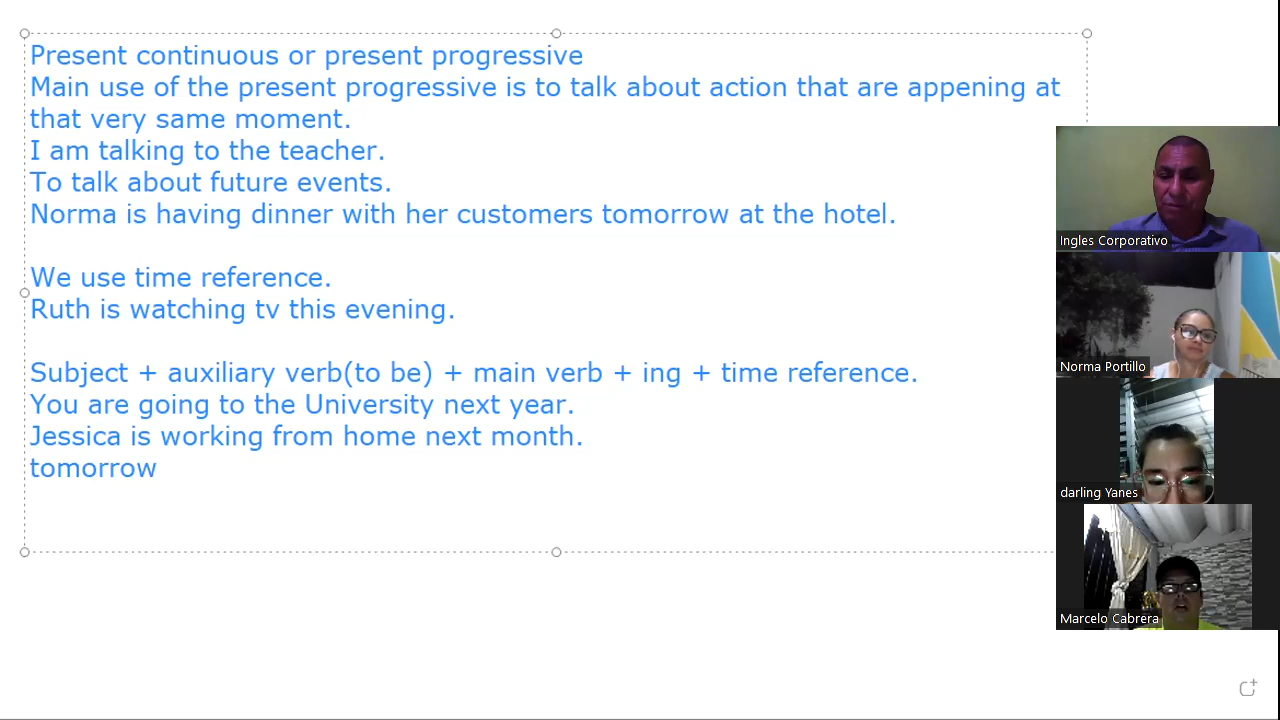 Present continuous or present progressive
Main use of the present progressive is to talk about action that are appening at
that very same moment.
I am talking to the teacher.
To talk about future events.
Norma is having dinner with her customers tomorrow at the hotel.
We use time reference.
Ruth is watching tv this evening.
Subject + auxiliary verb(to be) + main verb + ing + time reference.
You are going to the University next year.
Jessica is working from home next month.
tomorrow
Ingles Corporativo
Norma Portillo
darling Yanes
Marcelo Cabrera